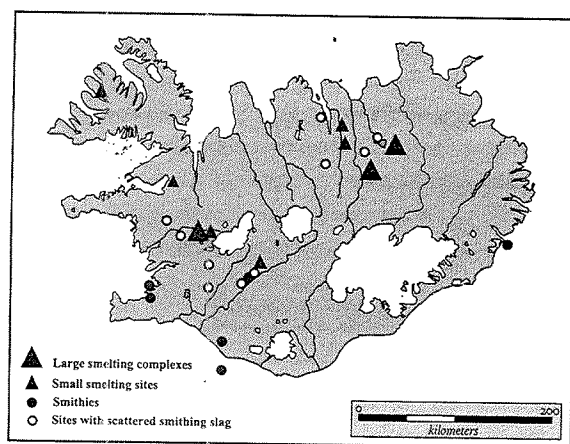 Large smelting complexes
Small smelting sites
Smithies
Sites with scattered smithing slag
0 200
kilometers